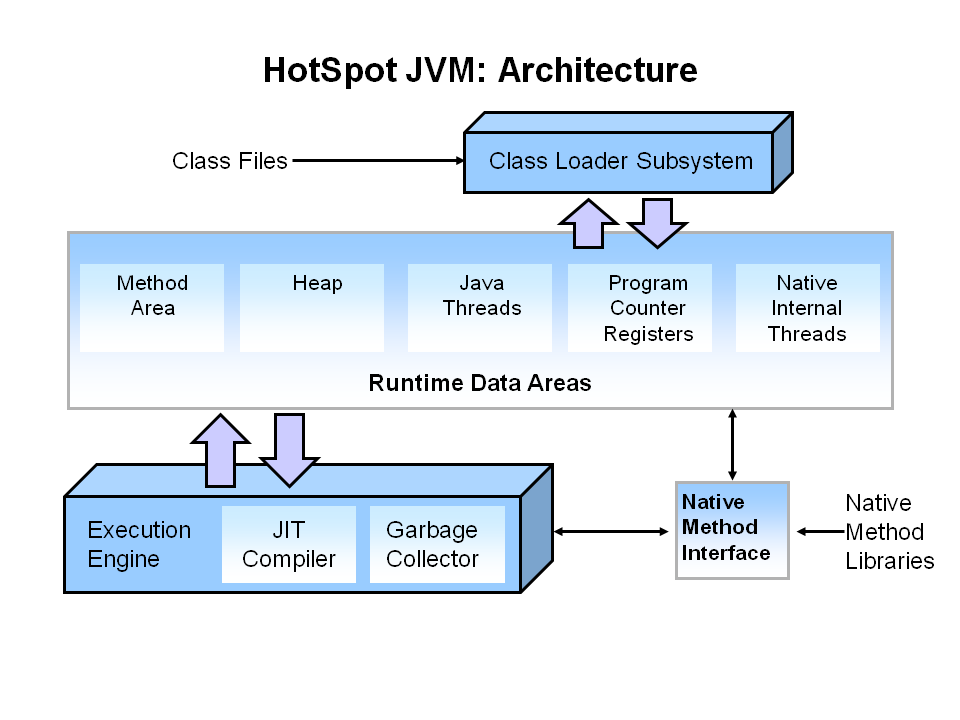 HotSpot JVM: Architecture
Class Files
Class Loader Subsystem
Method
Area
Heap
Java
Threads
Program
Counter
Registers
Native
Internal
Threads
Runtime Data Areas
Execution
Engine
JIT
Compiler
Garbage
Collector
Native
Method
Interface
Native
Method
Libraries